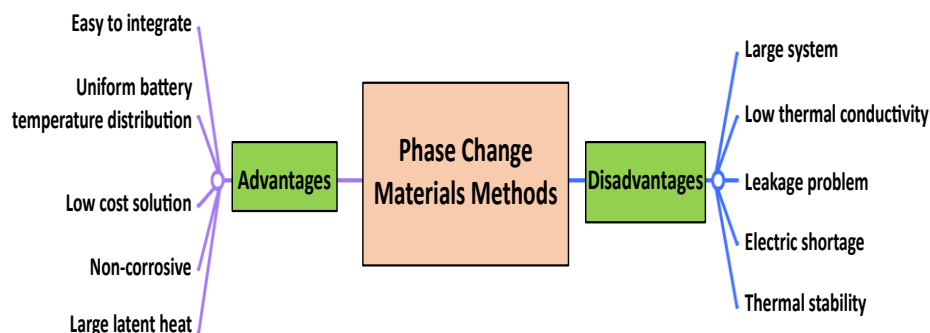 Easy to integrate
Uniform battery
temperature distribution
Low cost solution
Non-corrosive
Large latent heat
Advantages
Phase Change
Materials Methods
Disadvantages
Large system
Low thermal conductivity
Leakage problem
Electric shortage
Thermal stability